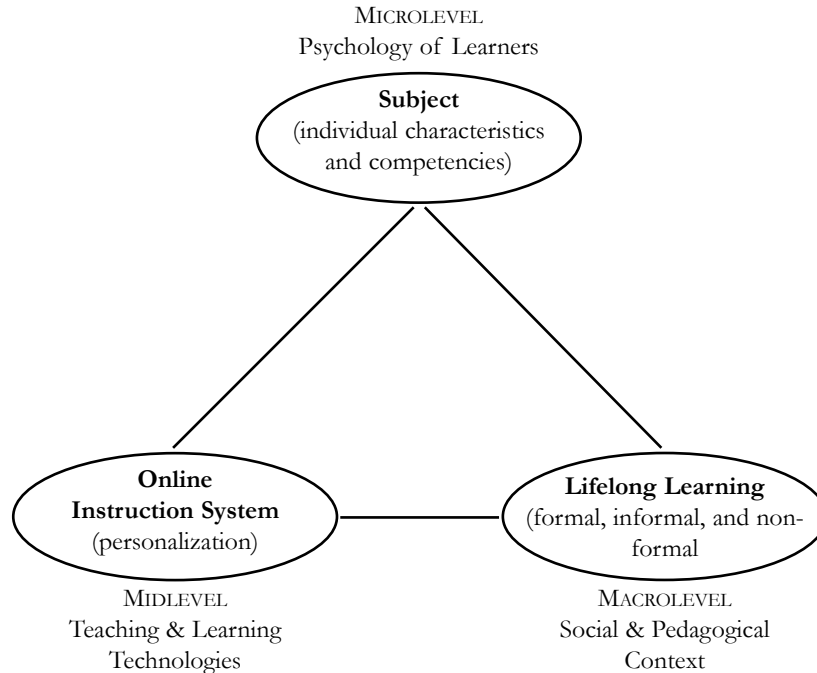 MICROLEVEL
Psychology of Learners
Subject
(individual characteristics
and competencies)
Online
Instruction System
(personalization)
Lifelong Learning
(formal, informal, and non-
formal
MIDLEVEL
Teaching & Learning
Technologies
MACROLEVEL
Social & Pedagogical
Context